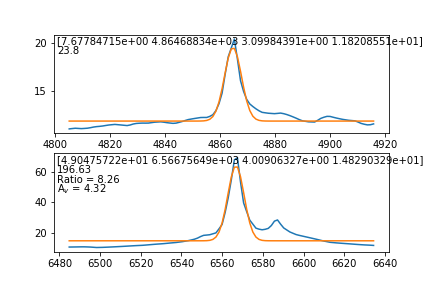 [7.67784715e+00 4.86468834e+03 3.09984391e+00 1.18208551e+01]
23.8
20
15
4800 4820 4840 4860 4880 4900 4920
[4.90475722e+01 6.56675649e+03 4.00906327e+00 1.48290329e+01]
196.63
Ratio = 8.26
Aν = 4.32
60
40
20
6480 6500 6520 6540 6560 6580 6600 6620 6640